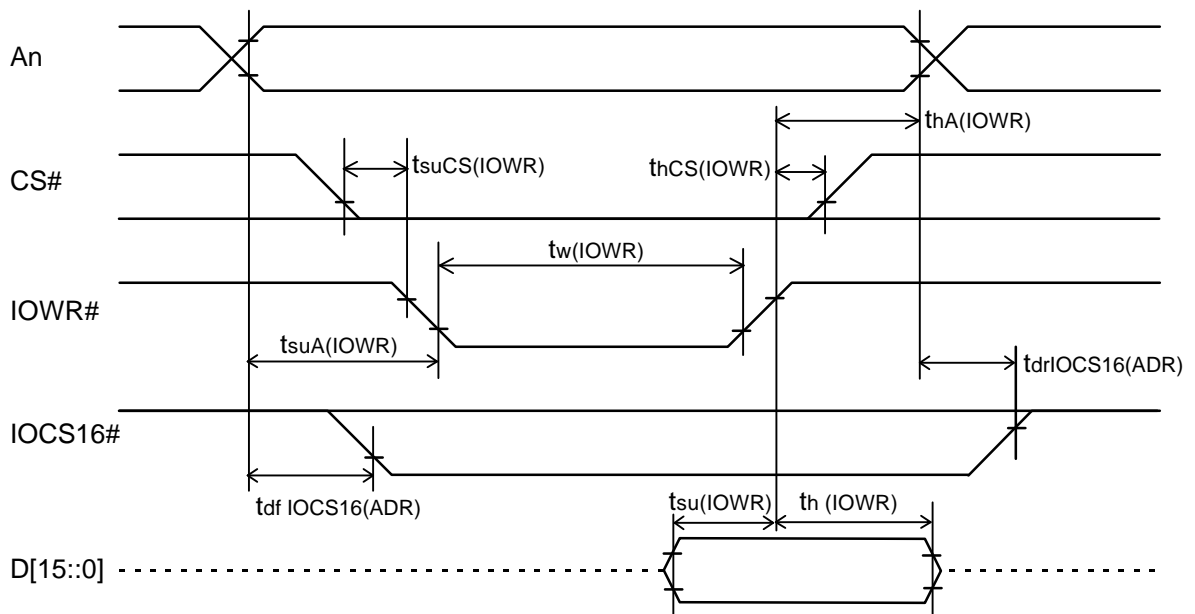 An
thA(IOWR)
CS#
tsuCS(IOWR)
thCS(IOWR)
tw(IOWR)
IOWR#
tsuA(IOWR)
tdrIOCS16(ADR)
IOCS16#
tdf IOCS16(ADR)
tsu(IOWR)
th (IOWR)
D[15::0]